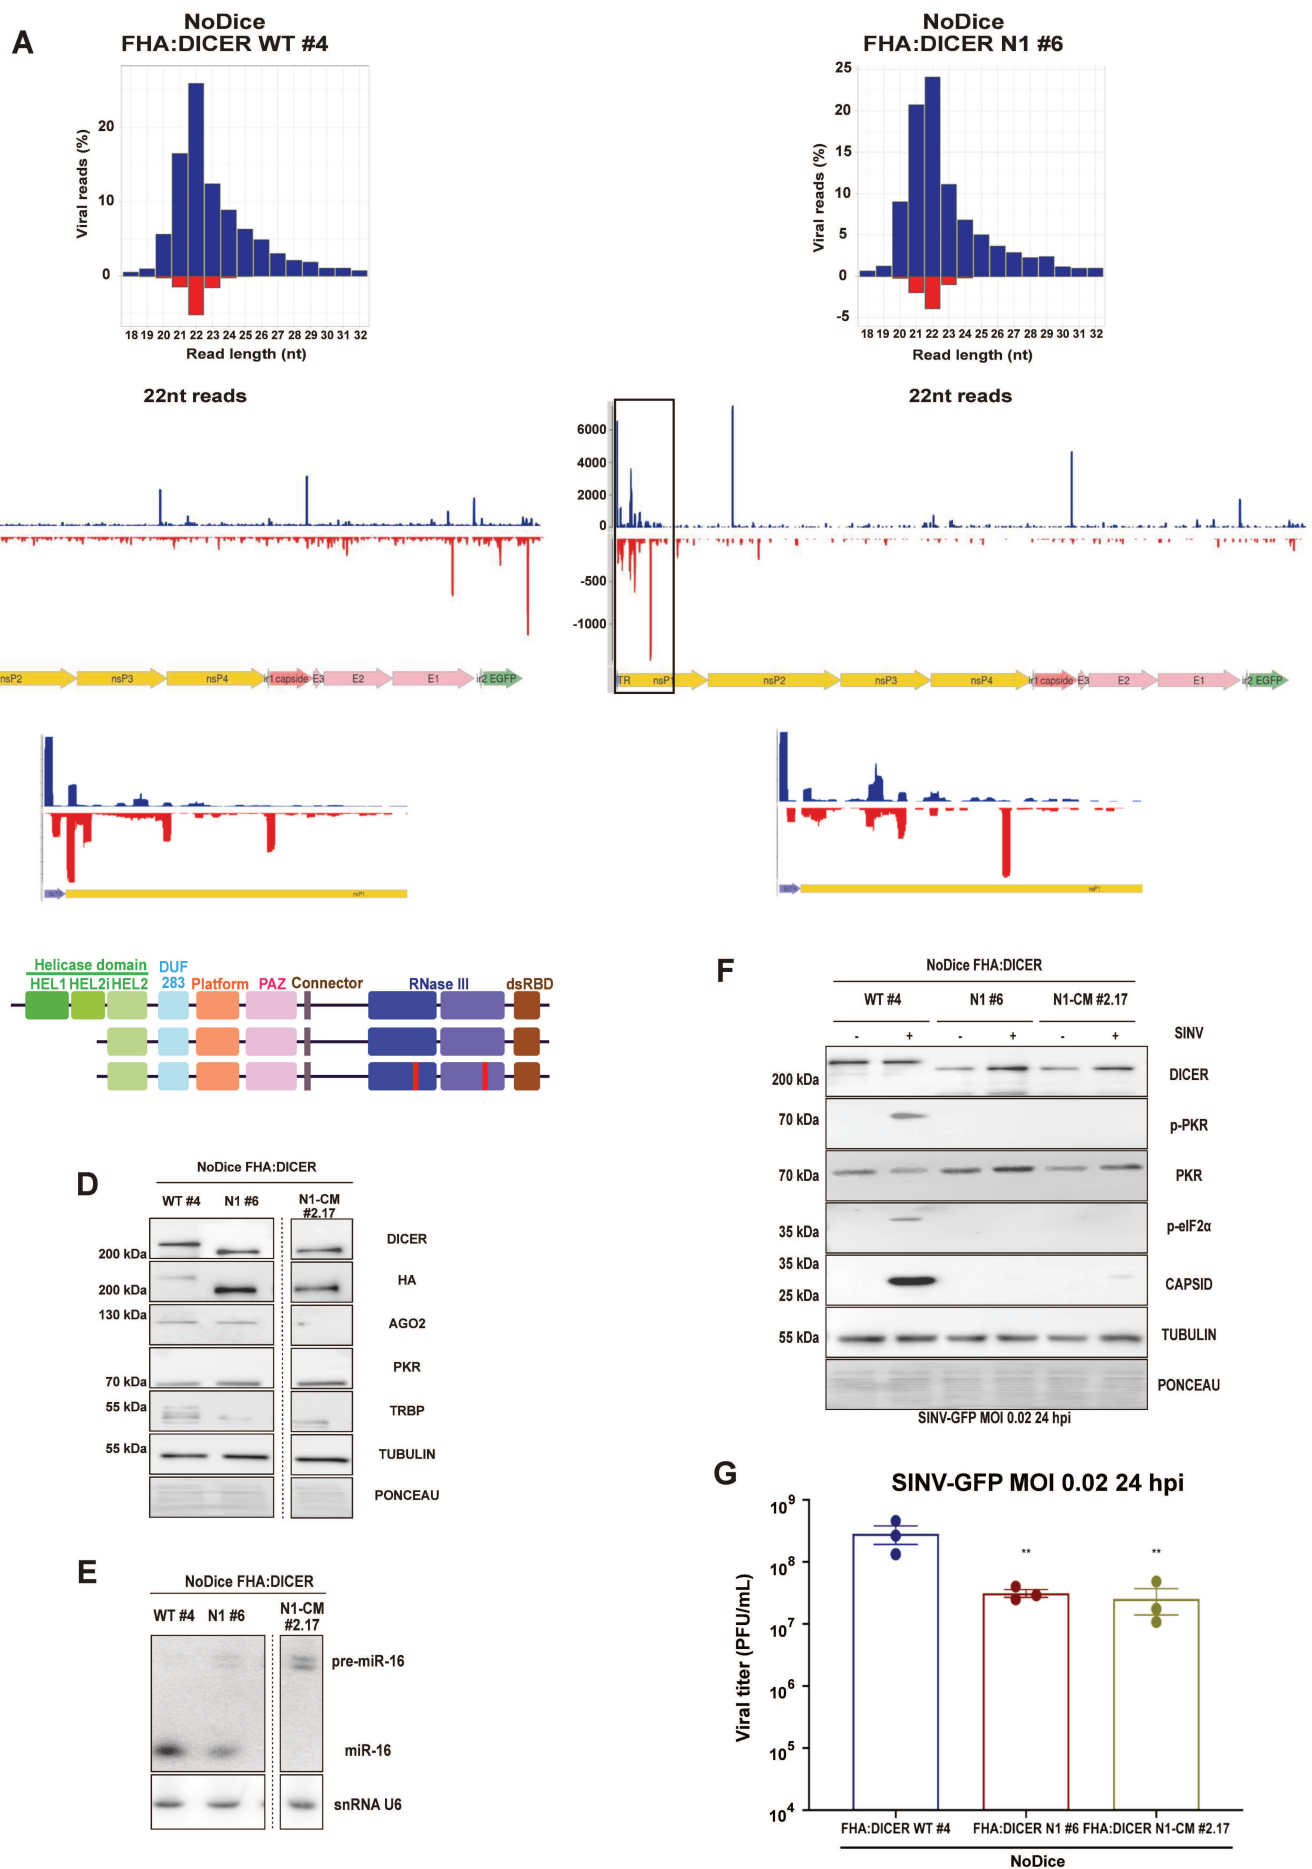 A
NoDice
FHA:DICER WT #4
NoDice
FHA:DICER N1 #6
Viral reads (%)
20
10
0
18 19 20 21 22 23 24 25 26 27 28 29 30 31 32
Read length (nt)
Viral reads (%)
25
20
15
10
5
0
-5
18 19 20 21 22 23 24 25 26 27 28 29 30 31 32
Read length (nt)
22nt reads
22nt reads
6000
4000
2000
0
-500
-1000
nsP2 nsP3 nsP4 ir1 capside E3 E2 E1 ir2 EGFP
TR nsP1 nsP2 nsP3 nsP4 ir1 capside E3 E2 E1 ir2 EGFP
nsP1
nsP1
Helicase domain
HEL1 HEL2i HEL2
DUF
283
Platform PAZ Connector RNase III dsRBD
D
NoDice FHA:DICER
WT #4 N1 #6 N1-CM
#2.17
200 kDa DICER
200 kDa HA
130 kDa AGO2
70 kDa PKR
55 kDa TRBP
55 kDa TUBULIN
PONCEAU
E
NoDice FHA:DICER
WT #4 N1 #6 N1-CM
#2.17
pre-miR-16
miR-16
snRNA U6
F
NoDice FHA:DICER
WT #4 N1 #6 N1-CM #2.17
- + - + - + SINV
200 kDa DICER
70 kDa p-PKR
70 kDa PKR
35 kDa p-eIF2α
35 kDa
25 kDa CAPSID
55 kDa TUBULIN
PONCEAU
SINV-GFP MOI 0.02 24 hpi
G
SINV-GFP MOI 0.02 24 hpi
Viral titer (PFU/mL)
10⁹
10⁸
10⁷
10⁶
10⁵
10⁴
** **
FHA:DICER WT #4 FHA:DICER N1 #6 FHA:DICER N1-CM #2.17
NoDice